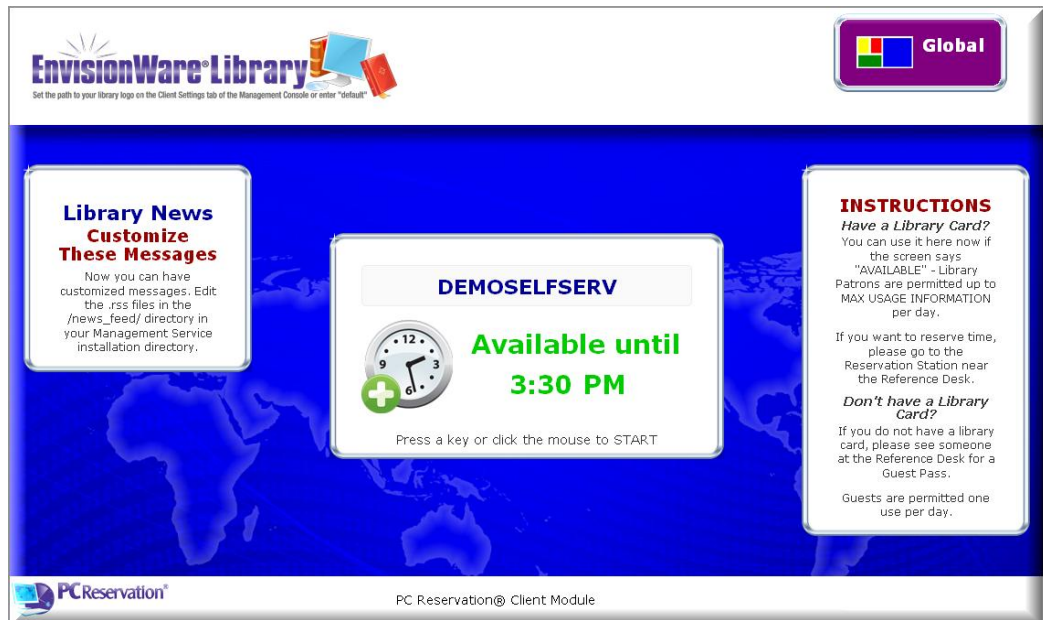 EnvisionWare® Library
Set the path to your library logo on the Client Settings tab of the Management Console or enter "default"
Global
Library News
Customize
These Messages
Now you can have
customized messages. Edit
the .rss files in the
/news_feed/ directory in
your Management Service
installation directory.
DEMOSELFSERV
12 3 6 9
Available until
3:30 PM
Press a key or click the mouse to START
INSTRUCTIONS
Have a Library Card?
You can use it here now if
the screen says
"AVAILABLE" - Library
Patrons are permitted up to
MAX USAGE INFORMATION
per day.
If you want to reserve time,
please go to the
Reservation Station near
the Reference Desk.
Don't have a Library
Card?
If you do not have a library
card, please see someone
at the Reference Desk for a
Guest Pass.
Guests are permitted one
use per day.
PC Reservation®
PC Reservation® Client Module